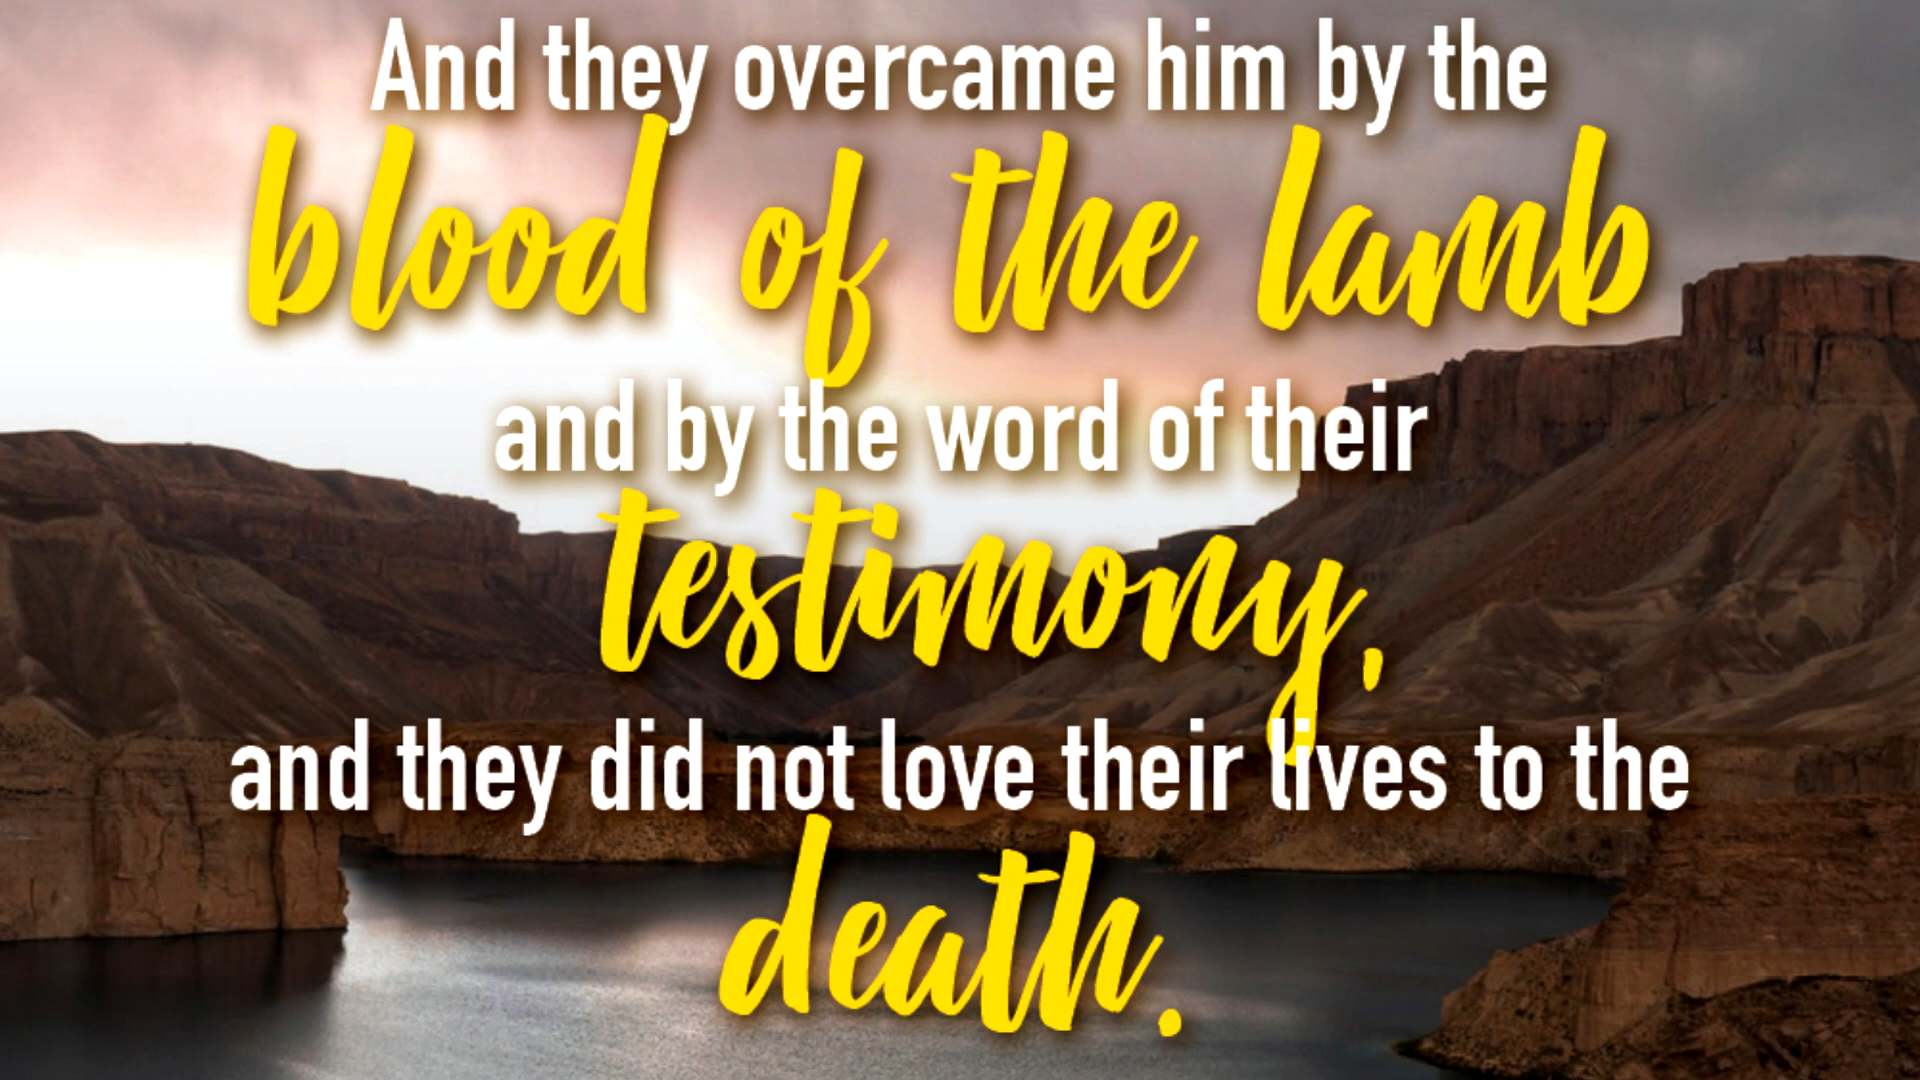 And they overcame him by the
blood of the lamb
and by the word of their
testimony,
and they did not love their lives to the
death.